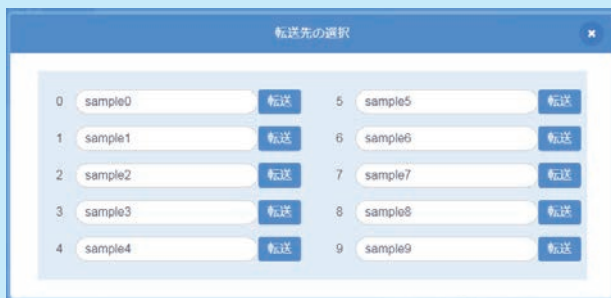 転送先の選択
0 sample0 転送 5 sample5 転送
1 sample1 転送 6 sample6 転送
2 sample2 転送 7 sample7 転送
3 sample3 転送 8 sample8 転送
4 sample4 転送 9 sample9 転送